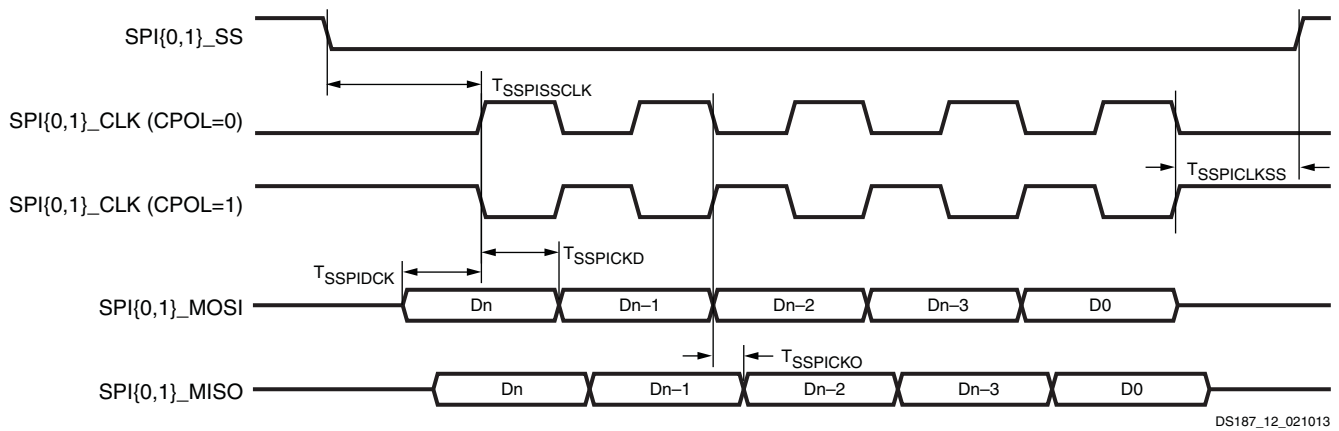 SPI{0,1}_SS
TSSPISSCLK
SPI{0,1}_CLK (CPOL=0)
TSSPICLKSS
SPI{0,1}_CLK (CPOL=1)
TSSPIDCK
TSSPICKD
SPI{0,1}_MOSI
Dn
Dn–1
Dn–2
Dn–3
D0
TSSPICKO
SPI{0,1}_MISO
Dn
Dn–1
Dn–2
Dn–3
D0
DS187_12_021013